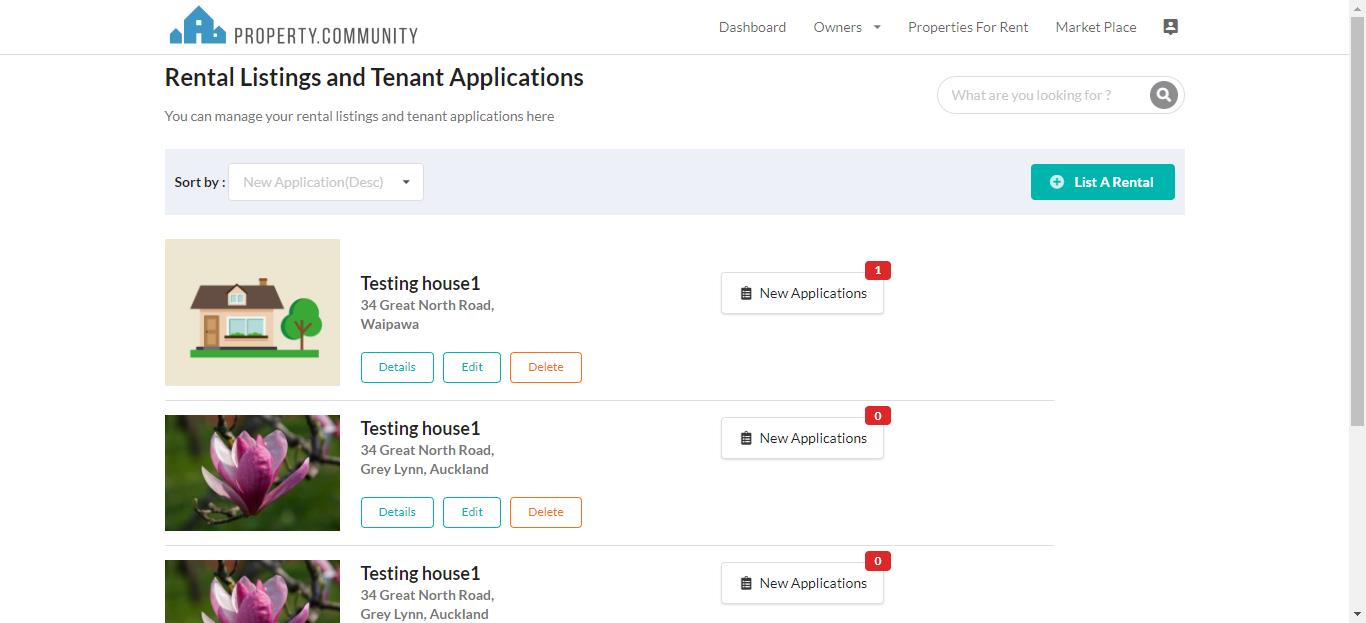 PROPERTY.COMMUNITY
Dashboard
Owners
Properties For Rent
Market Place
Rental Listings and Tenant Applications
What are you looking for ?
You can manage your rental listings and tenant applications here
Sort by :
New Application(Desc)
List A Rental
Testing house1
34 Great North Road,
Waipawa
Details
Edit
Delete
1
New Applications
Testing house1
34 Great North Road,
Grey Lynn, Auckland
Details
Edit
Delete
0
New Applications
Testing house1
34 Great North Road,
Grey Lynn, Auckland
0
New Applications